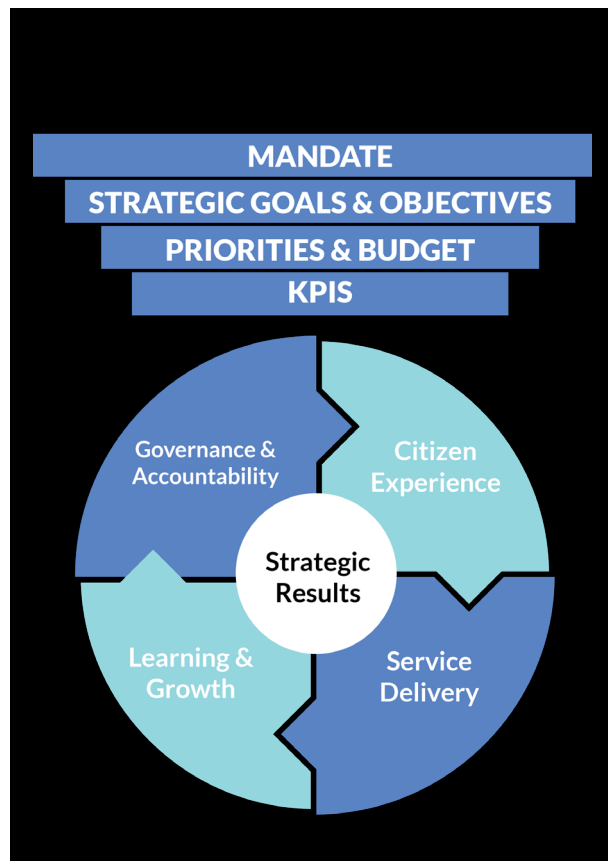 MANDATE
STRATEGIC GOALS & OBJECTIVES
PRIORITIES & BUDGET
KPIS
Governance &
Accountability
Citizen
Experience
Strategic
Results
Learning &
Growth
Service
Delivery